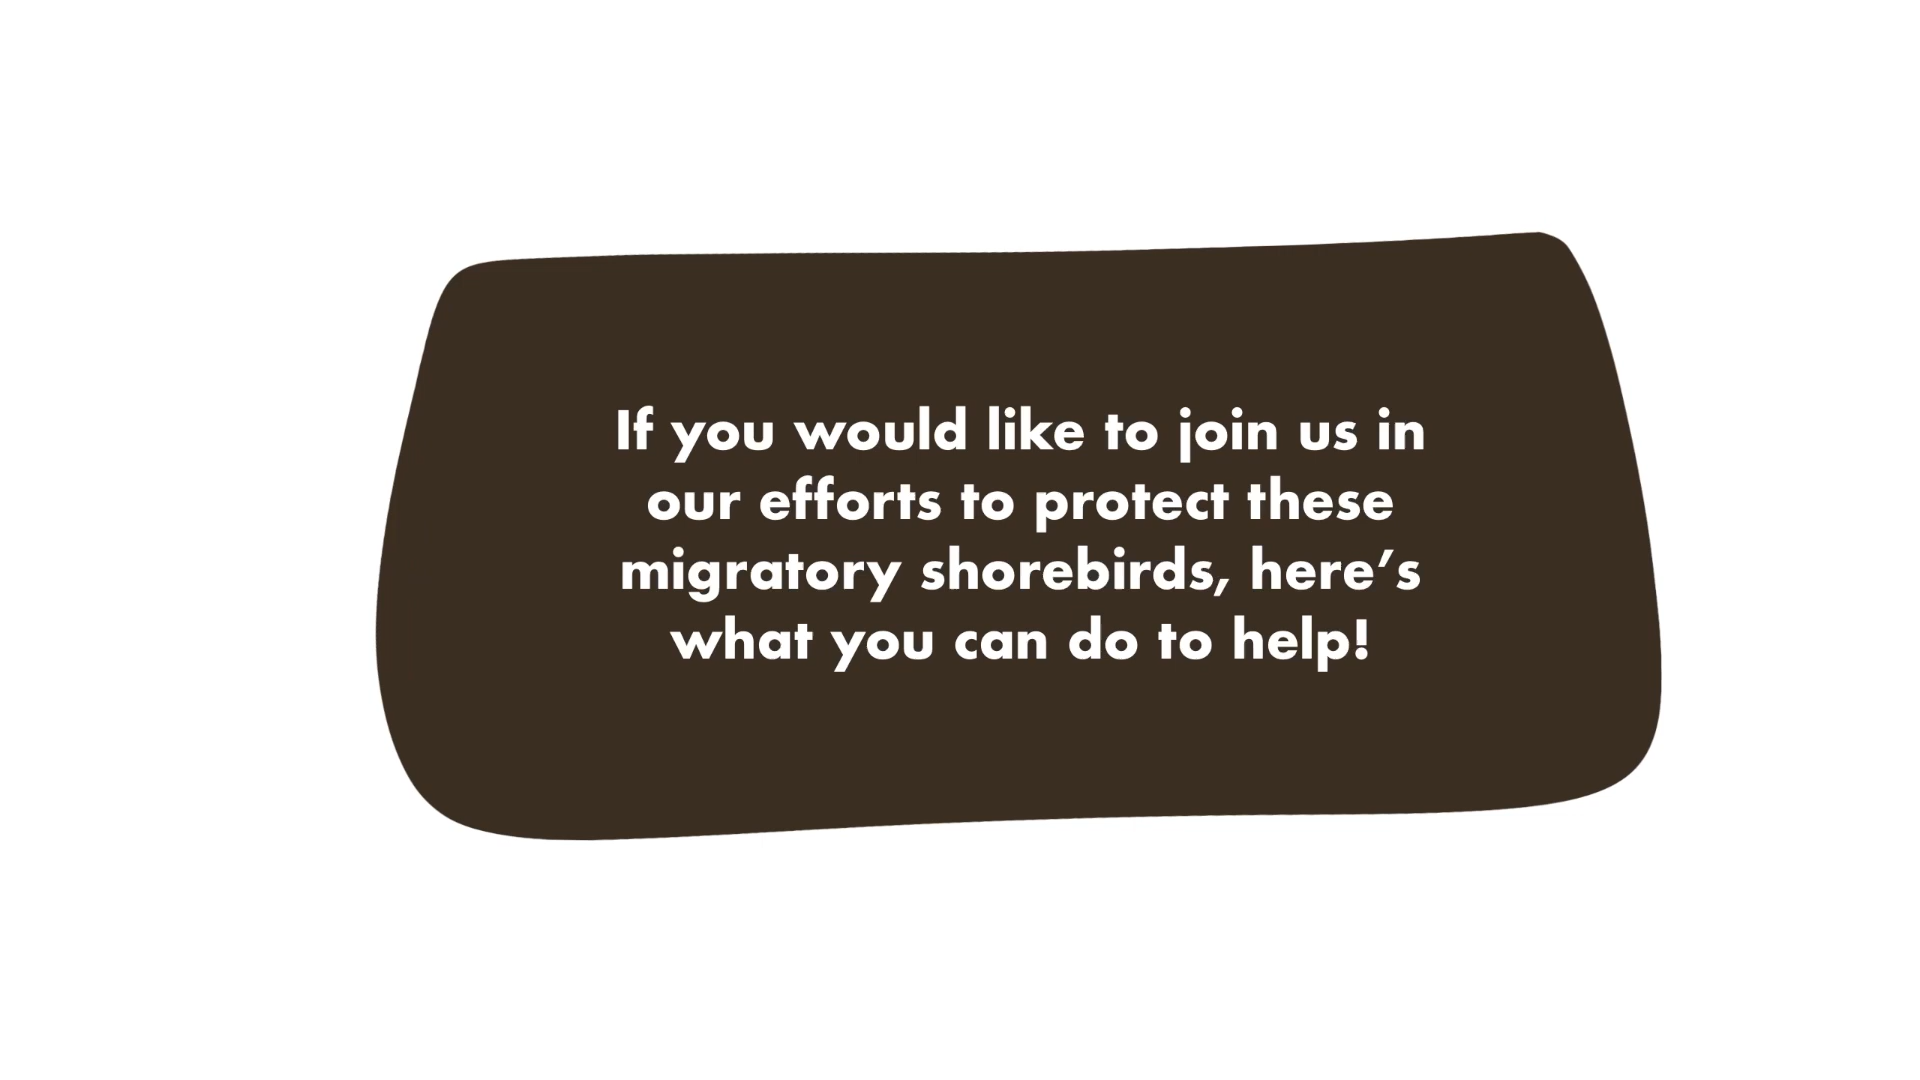 If you would like to join us in
our efforts to protect these
migratory shorebirds, here’s
what you can do to help!